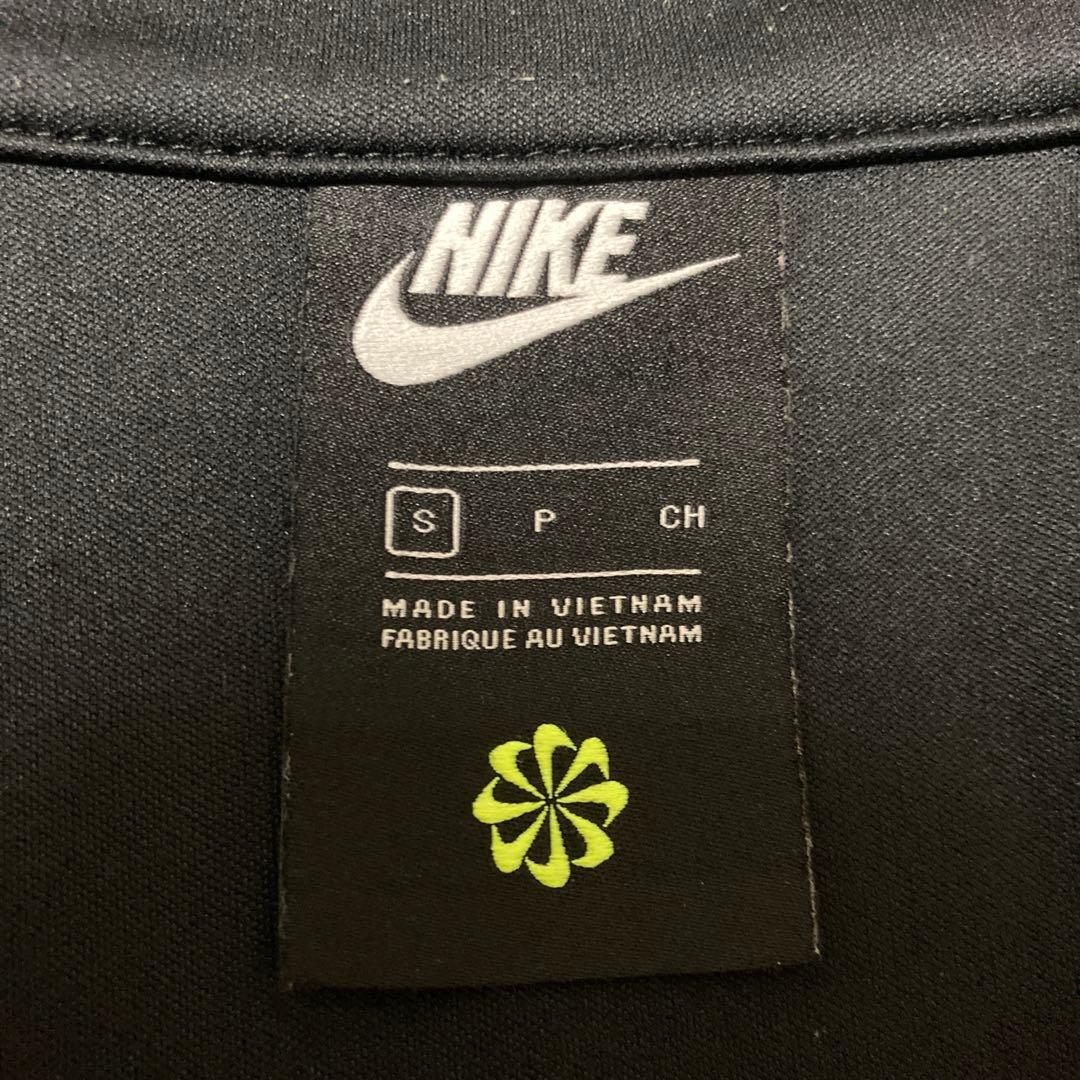 NIKE
S P CH
MADE IN VIETNAM
FABRIQUE AU VIETNAM